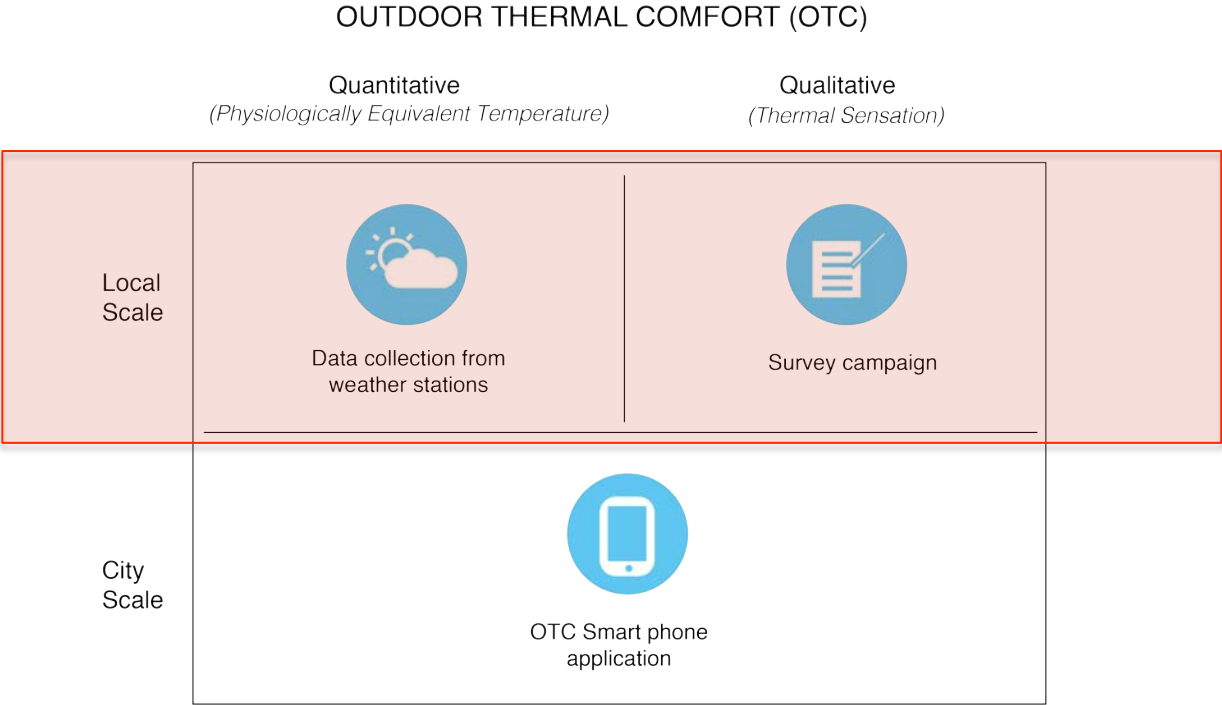 OUTDOOR THERMAL COMFORT (OTC)
Quantitative
(Physiologically Equivalent Temperature)
Qualitative
(Thermal Sensation)
Local
Scale
Data collection from
weather stations
Survey campaign
City
Scale
OTC Smart phone
application